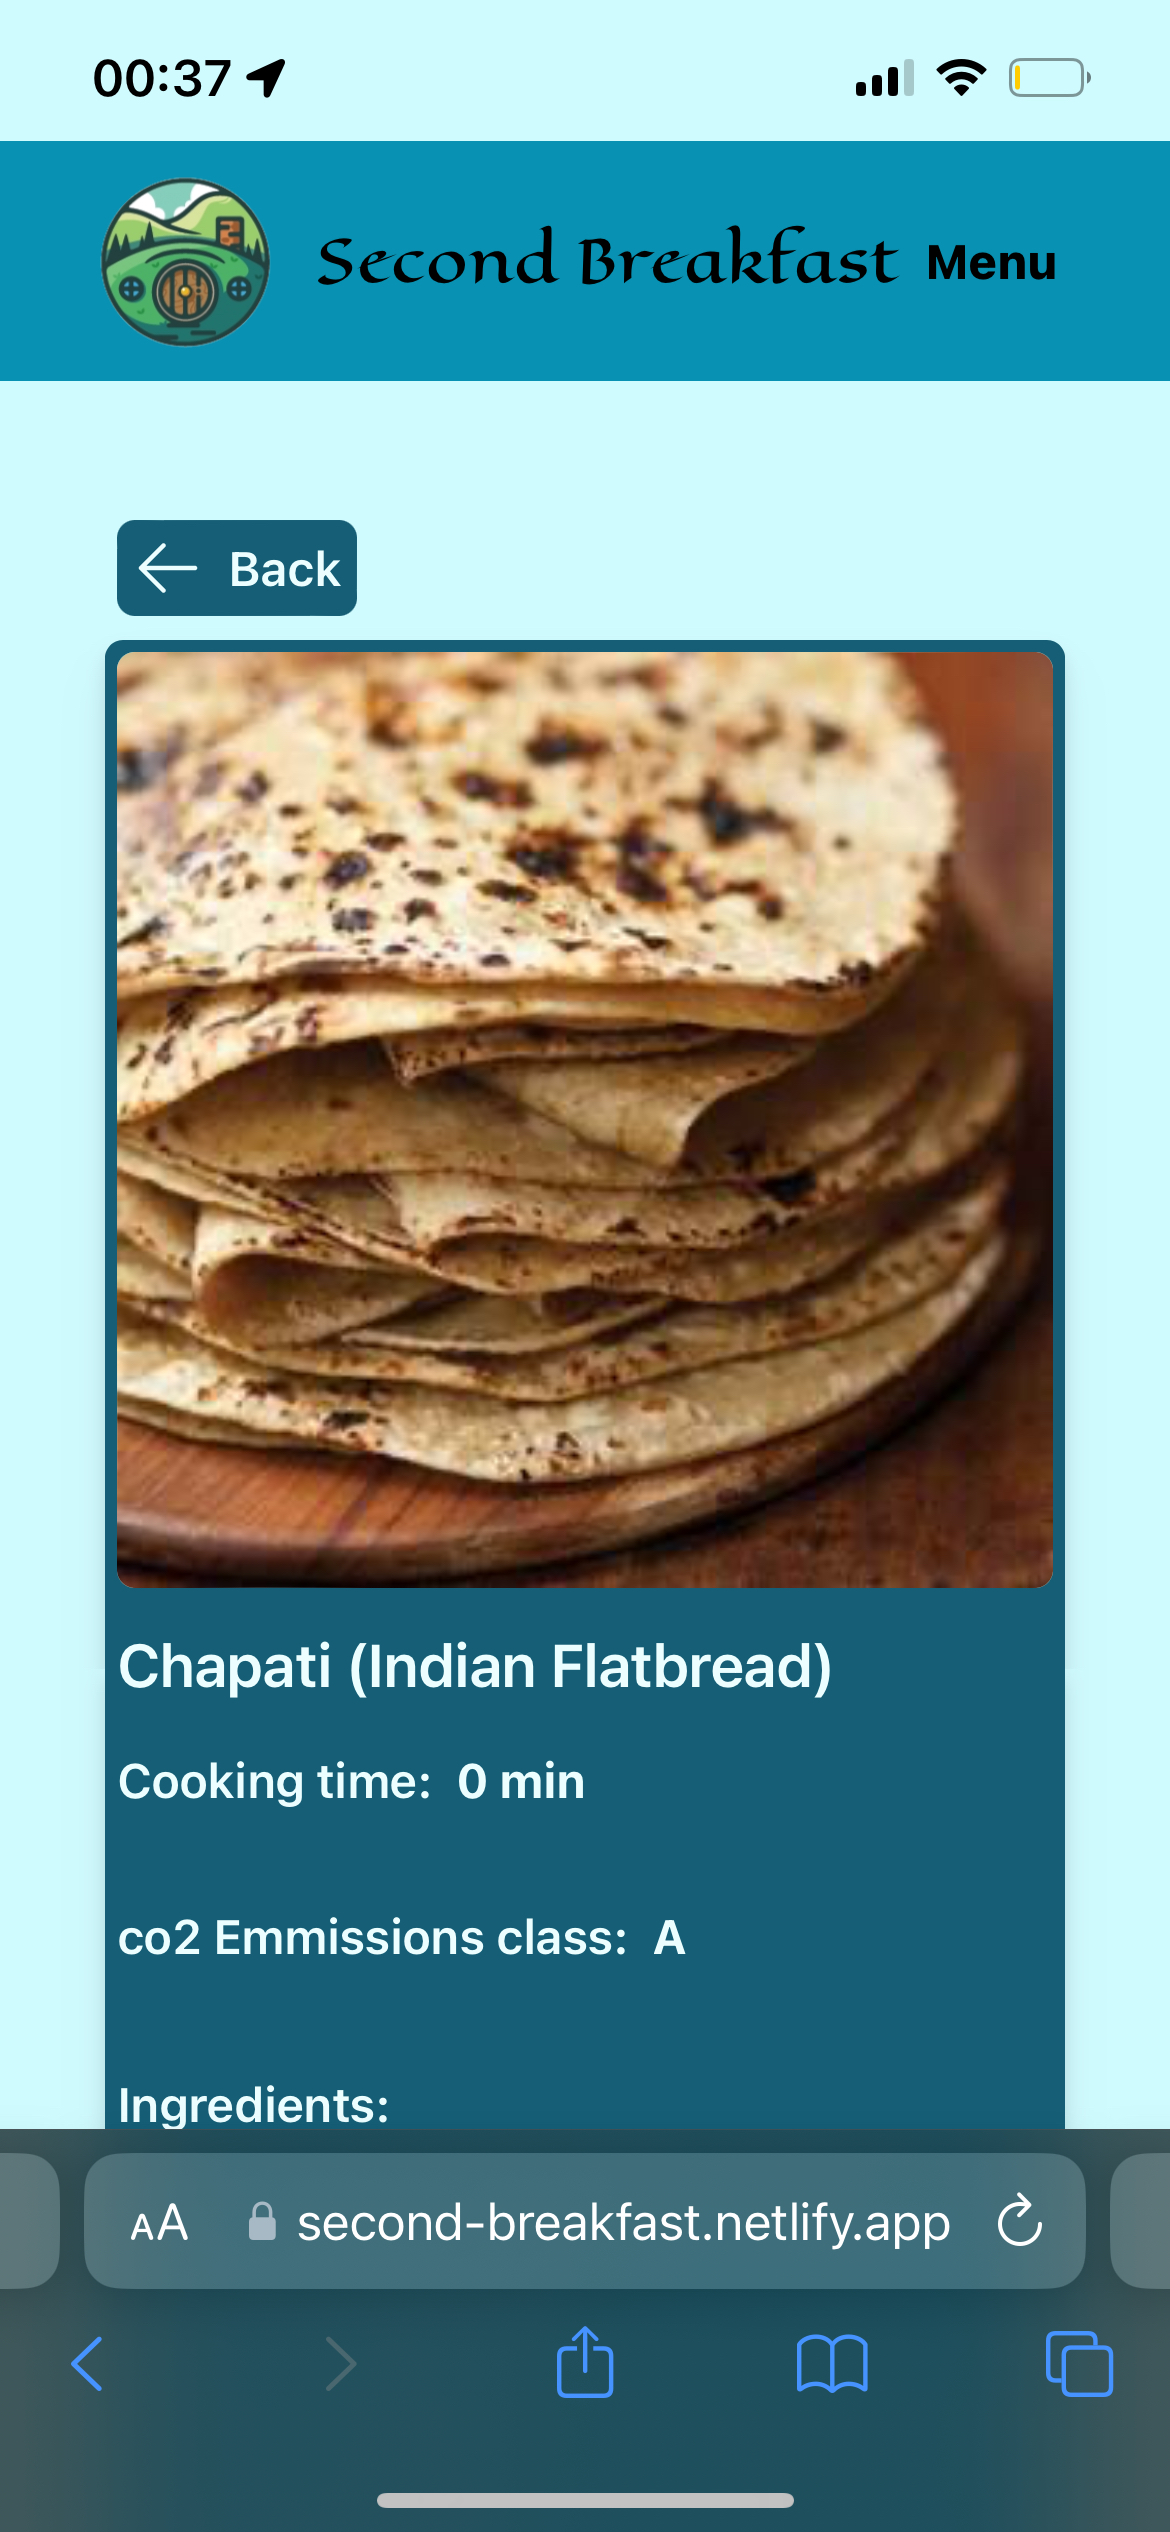 00:37
Second Breakfast Menu
Back
Chapati (Indian Flatbread)
Cooking time: 0 min
co2 Emmissions class: A
Ingredients:
AA second-breakfast.netlify.app